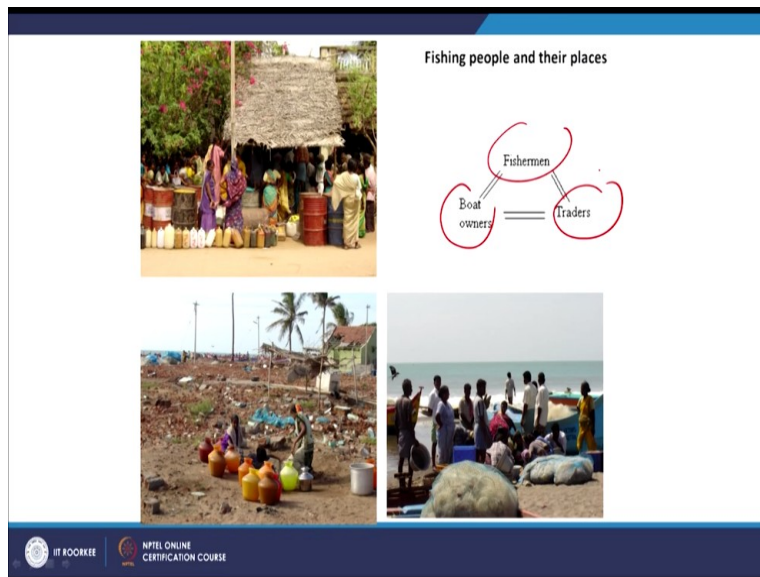 Fishing people and their places
Fishermen
Boat
owners
Traders
IIT ROORKEE
NPTEL ONLINE
CERTIFICATION COURSE